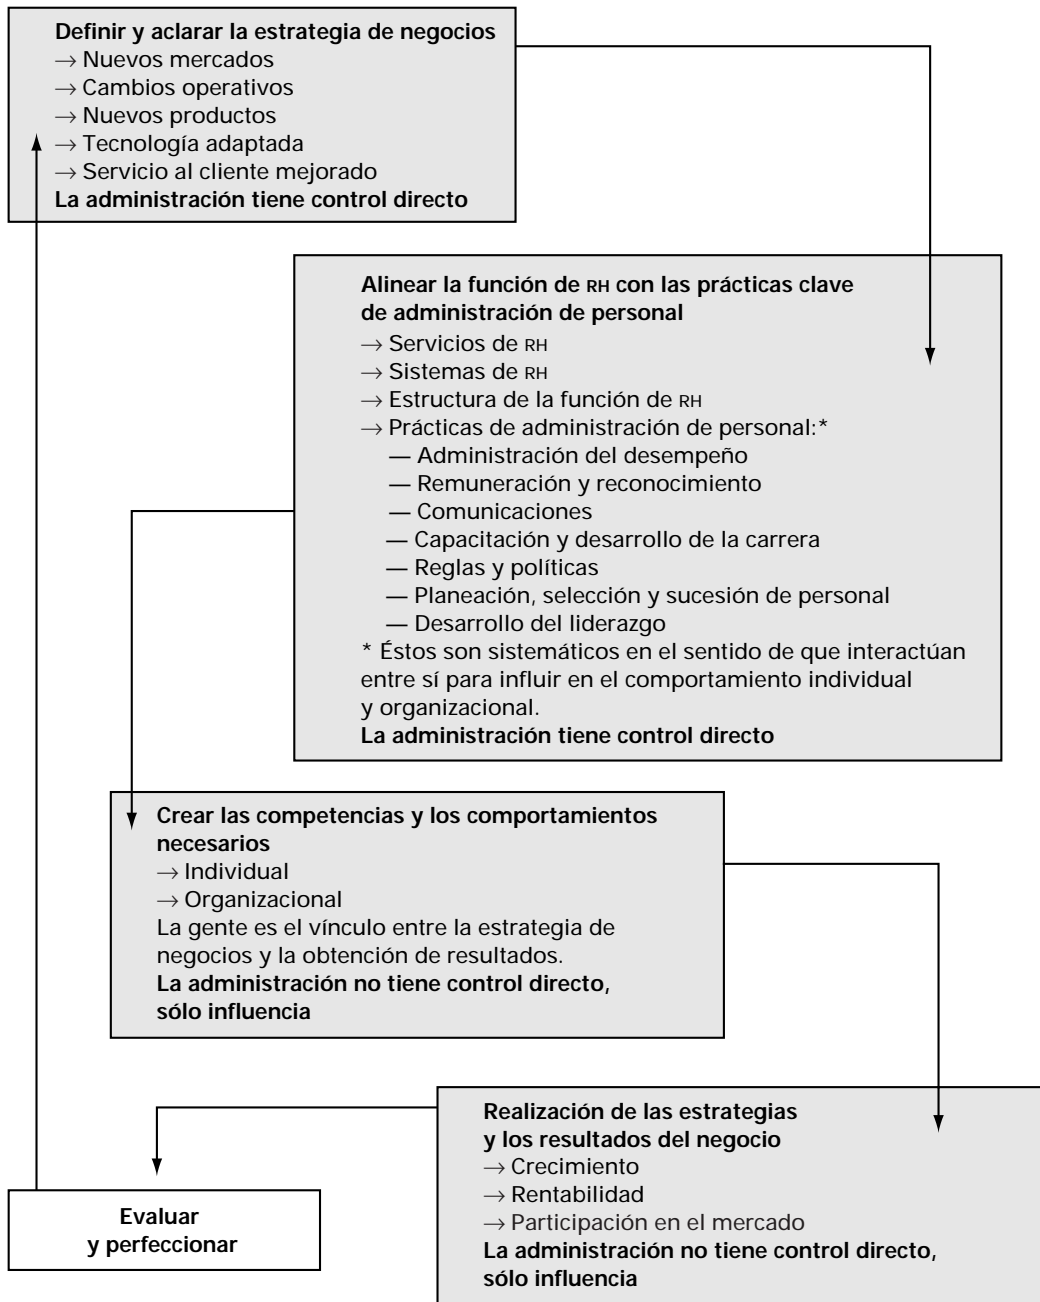 Definir y aclarar la estrategia de negocios
→ Nuevos mercados
→ Cambios operativos
→ Nuevos productos
→ Tecnología adaptada
→ Servicio al cliente mejorado
La administración tiene control directo
Alinear la función de RH con las prácticas clave
de administración de personal
→ Servicios de RH
→ Sistemas de RH
→ Estructura de la función de RH
→ Prácticas de administración de personal:*
— Administración del desempeño
— Remuneración y reconocimiento
— Comunicaciones
— Capacitación y desarrollo de la carrera
— Reglas y políticas
— Planeación, selección y sucesión de personal
— Desarrollo del liderazgo
* Éstos son sistemáticos en el sentido de que interactúan
entre sí para influir en el comportamiento individual
y organizacional.
La administración tiene control directo
Crear las competencias y los comportamientos
necesarios
→ Individual
→ Organizacional
La gente es el vínculo entre la estrategia de
negocios y la obtención de resultados.
La administración no tiene control directo,
sólo influencia
Realización de las estrategias
y los resultados del negocio
→ Crecimiento
→ Rentabilidad
→ Participación en el mercado
La administración no tiene control directo,
sólo influencia
Evaluar
y perfeccionar